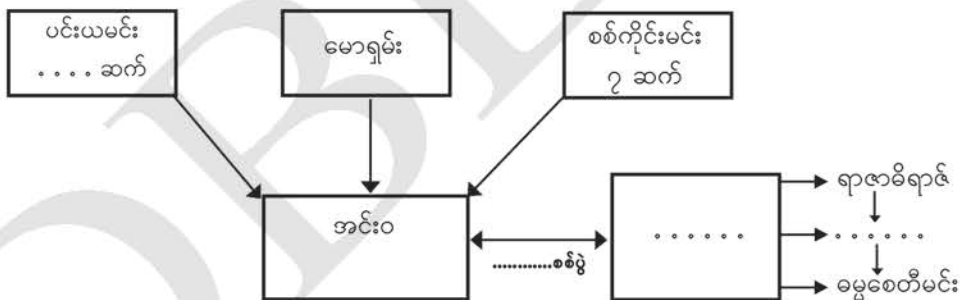 ပင်းယမင်း
. . . . ဆက်
မောရှမ်း
စစ်ကိုင်းမင်း
၇ ဆက်
အင်းဝ
............စစ်ပွဲ
. . . . . .
ရာဇာဓိရာဇ်
. . . . . .
ဓမ္မစေတီမင်း